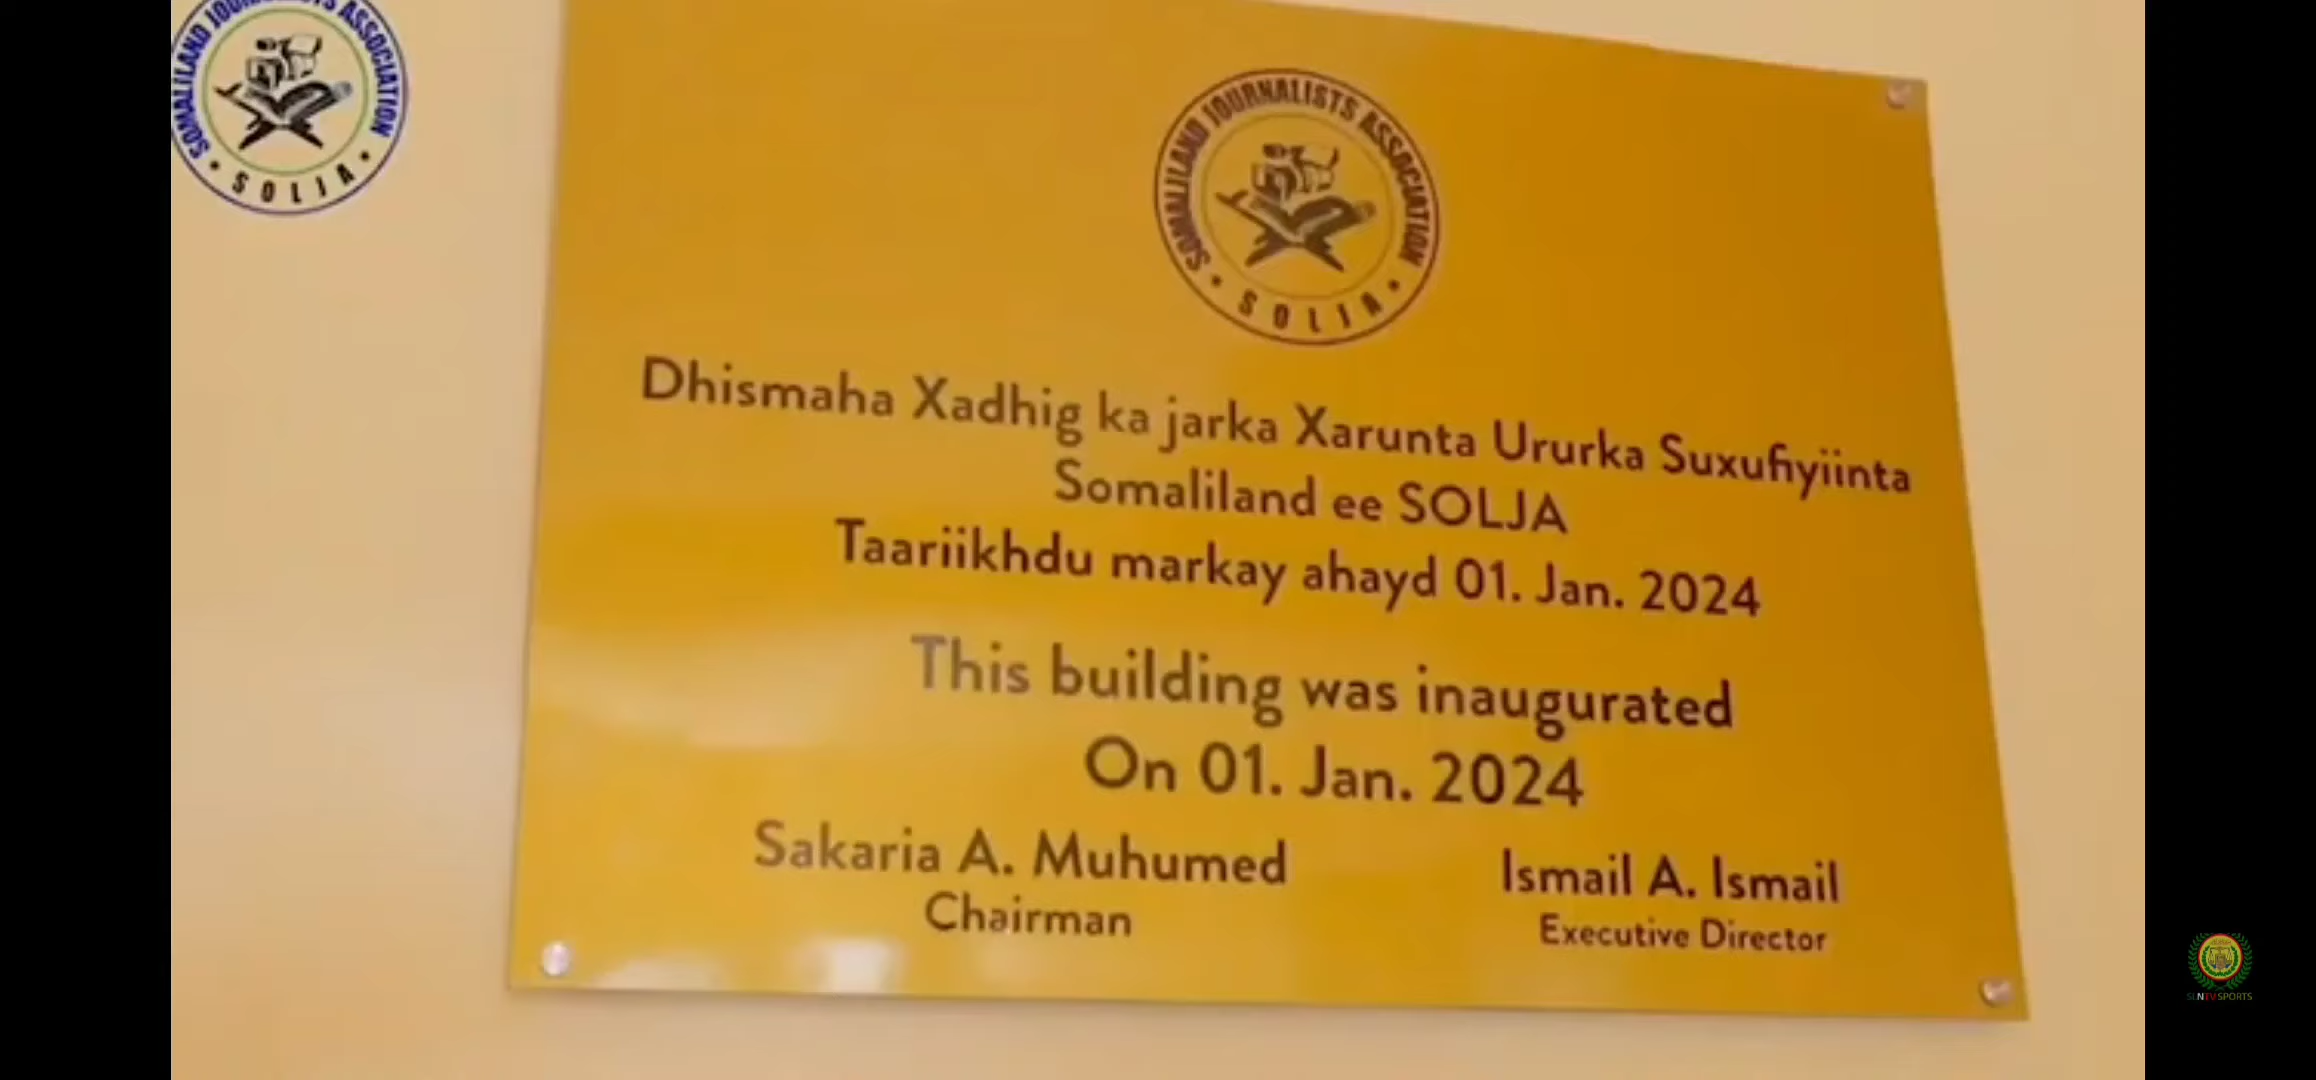 SOMALILAND JOURNALISTS ASSOCIATION
SOLJA
SOMALILAND JOURNALISTS ASSOCIATION
SOLJA
Dhismaha Xadhig ka jarka Xarunta Ururka Suxufiyiinta
Somaliland ee SOLJA
Taariikhdu markay ahayd 01. Jan. 2024
This building was inaugurated
On 01. Jan. 2024
Sakaria A. Muhumed
Chairman
Ismail A. Ismail
Executive Director
SLNTVSPORTS